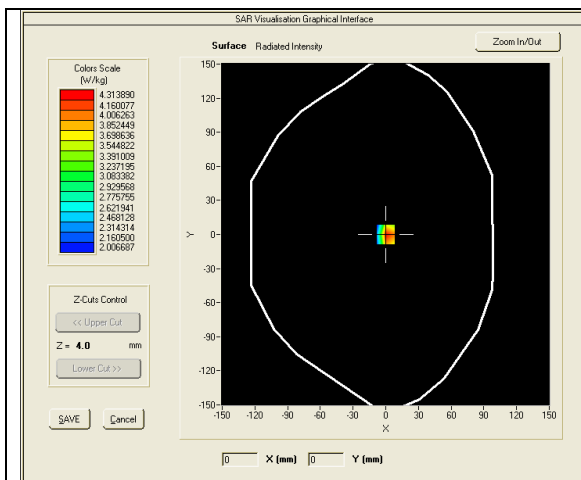 SAR Visualisation Graphical Interface
Surface Radiated Intensity
Zoom In/Out
Colors Scale
(W/kg)
4.313890
4.160077
4.006263
3.852449
3.698636
3.544822
3.391009
3.237195
3.083382
2.929568
2.775755
2.621941
2.468128
2.314314
2.160500
2.006687
Z-Cuts Control
<< Upper Cut
Z = 4.0 mm
Lower Cut >>
SAVE Cancel
150
120
90
60
30
0
-30
-60
-90
-120
-150
Y
-150 -120 -90 -60 -30 0 30 60 90 120 150
X
0 X (mm) 0 Y (mm)